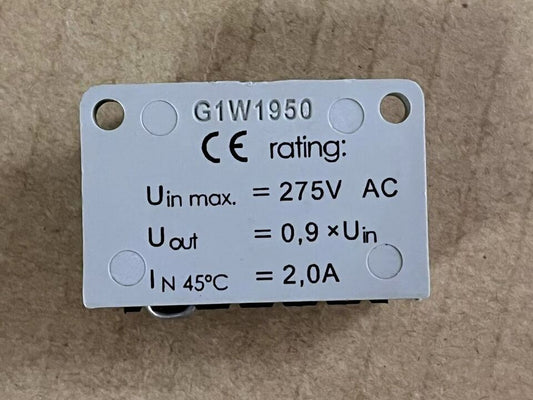 G1W1950
CE rating:
Uin max. = 275V AC
Uout = 0,9 ×Uin
IN 45°C = 2,0A